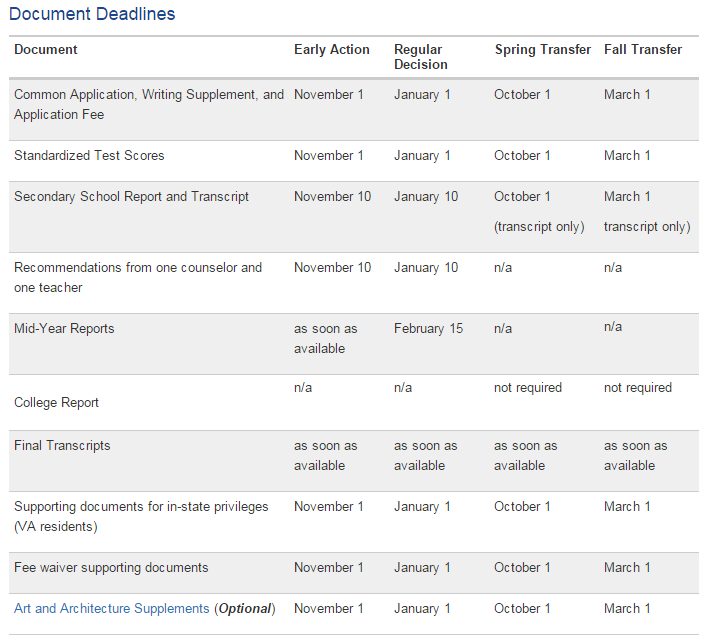 Document Deadlines
Document Early Action Regular Decision Spring Transfer Fall Transfer
Common Application, Writing Supplement, and Application Fee November 1 January 1 October 1 March 1
Standardized Test Scores November 1 January 1 October 1 March 1
Secondary School Report and Transcript November 10 January 10 October 1 (transcript only) March 1 transcript only)
Recommendations from one counselor and one teacher November 10 January 10 n/a n/a
Mid-Year Reports as soon as available February 15 n/a n/a
College Report n/a n/a not required not required
Final Transcripts as soon as available as soon as available as soon as available as soon as available
Supporting documents for in-state privileges (VA residents) November 1 January 1 October 1 March 1
Fee waiver supporting documents November 1 January 1 October 1 March 1
Art and Architecture Supplements (Optional) November 1 January 1 October 1 March 1